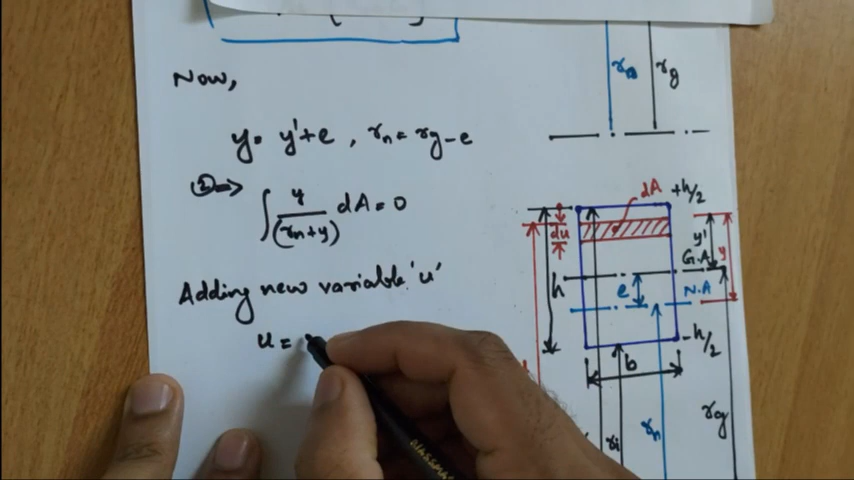 Now,
y = y'+e , rn = rg-e
② ⇒ ∫ y/(rn+y) dA = 0
Adding new variable 'u'
u =
rn
rg
dA
+h/2
du
y'
y
G.A
h
e
N.A
-h/2
b
rg
ri
rn